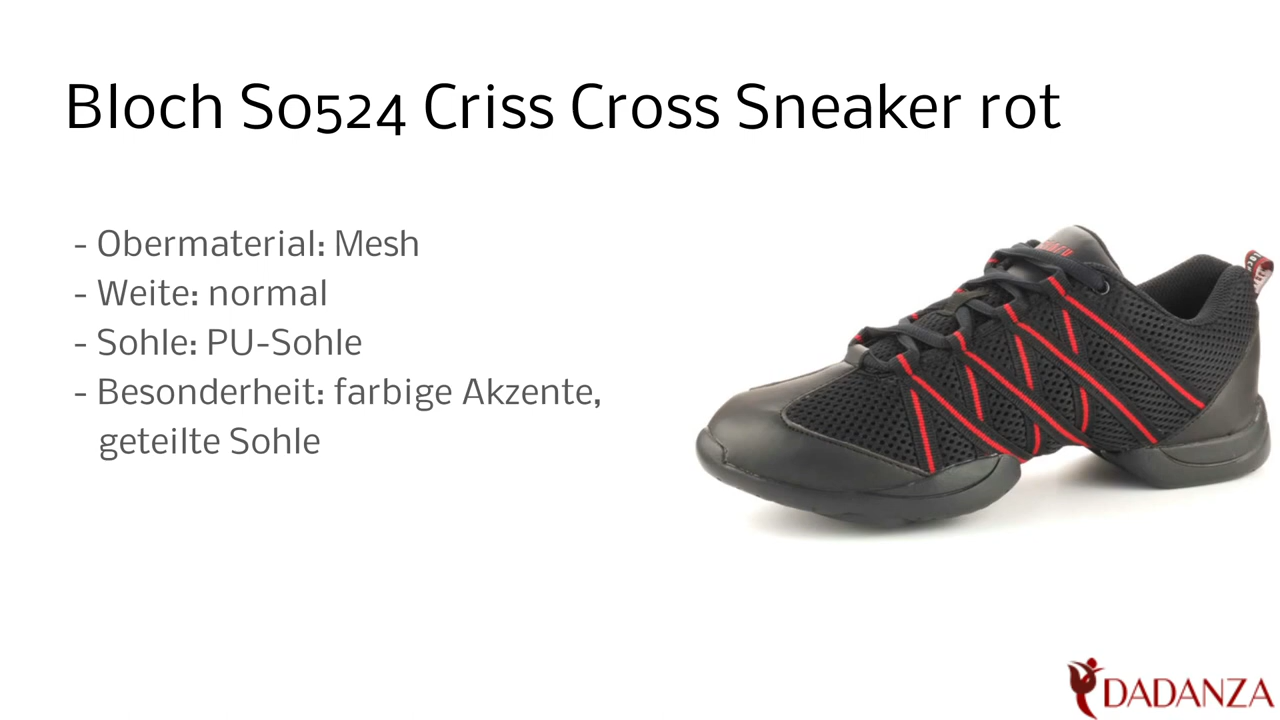 Bloch S0524 Criss Cross Sneaker rot
- Obermaterial: Mesh
- Weite: normal
- Sohle: PU-Sohle
- Besonderheit: farbige Akzente,
geteilte Sohle
DADANZA